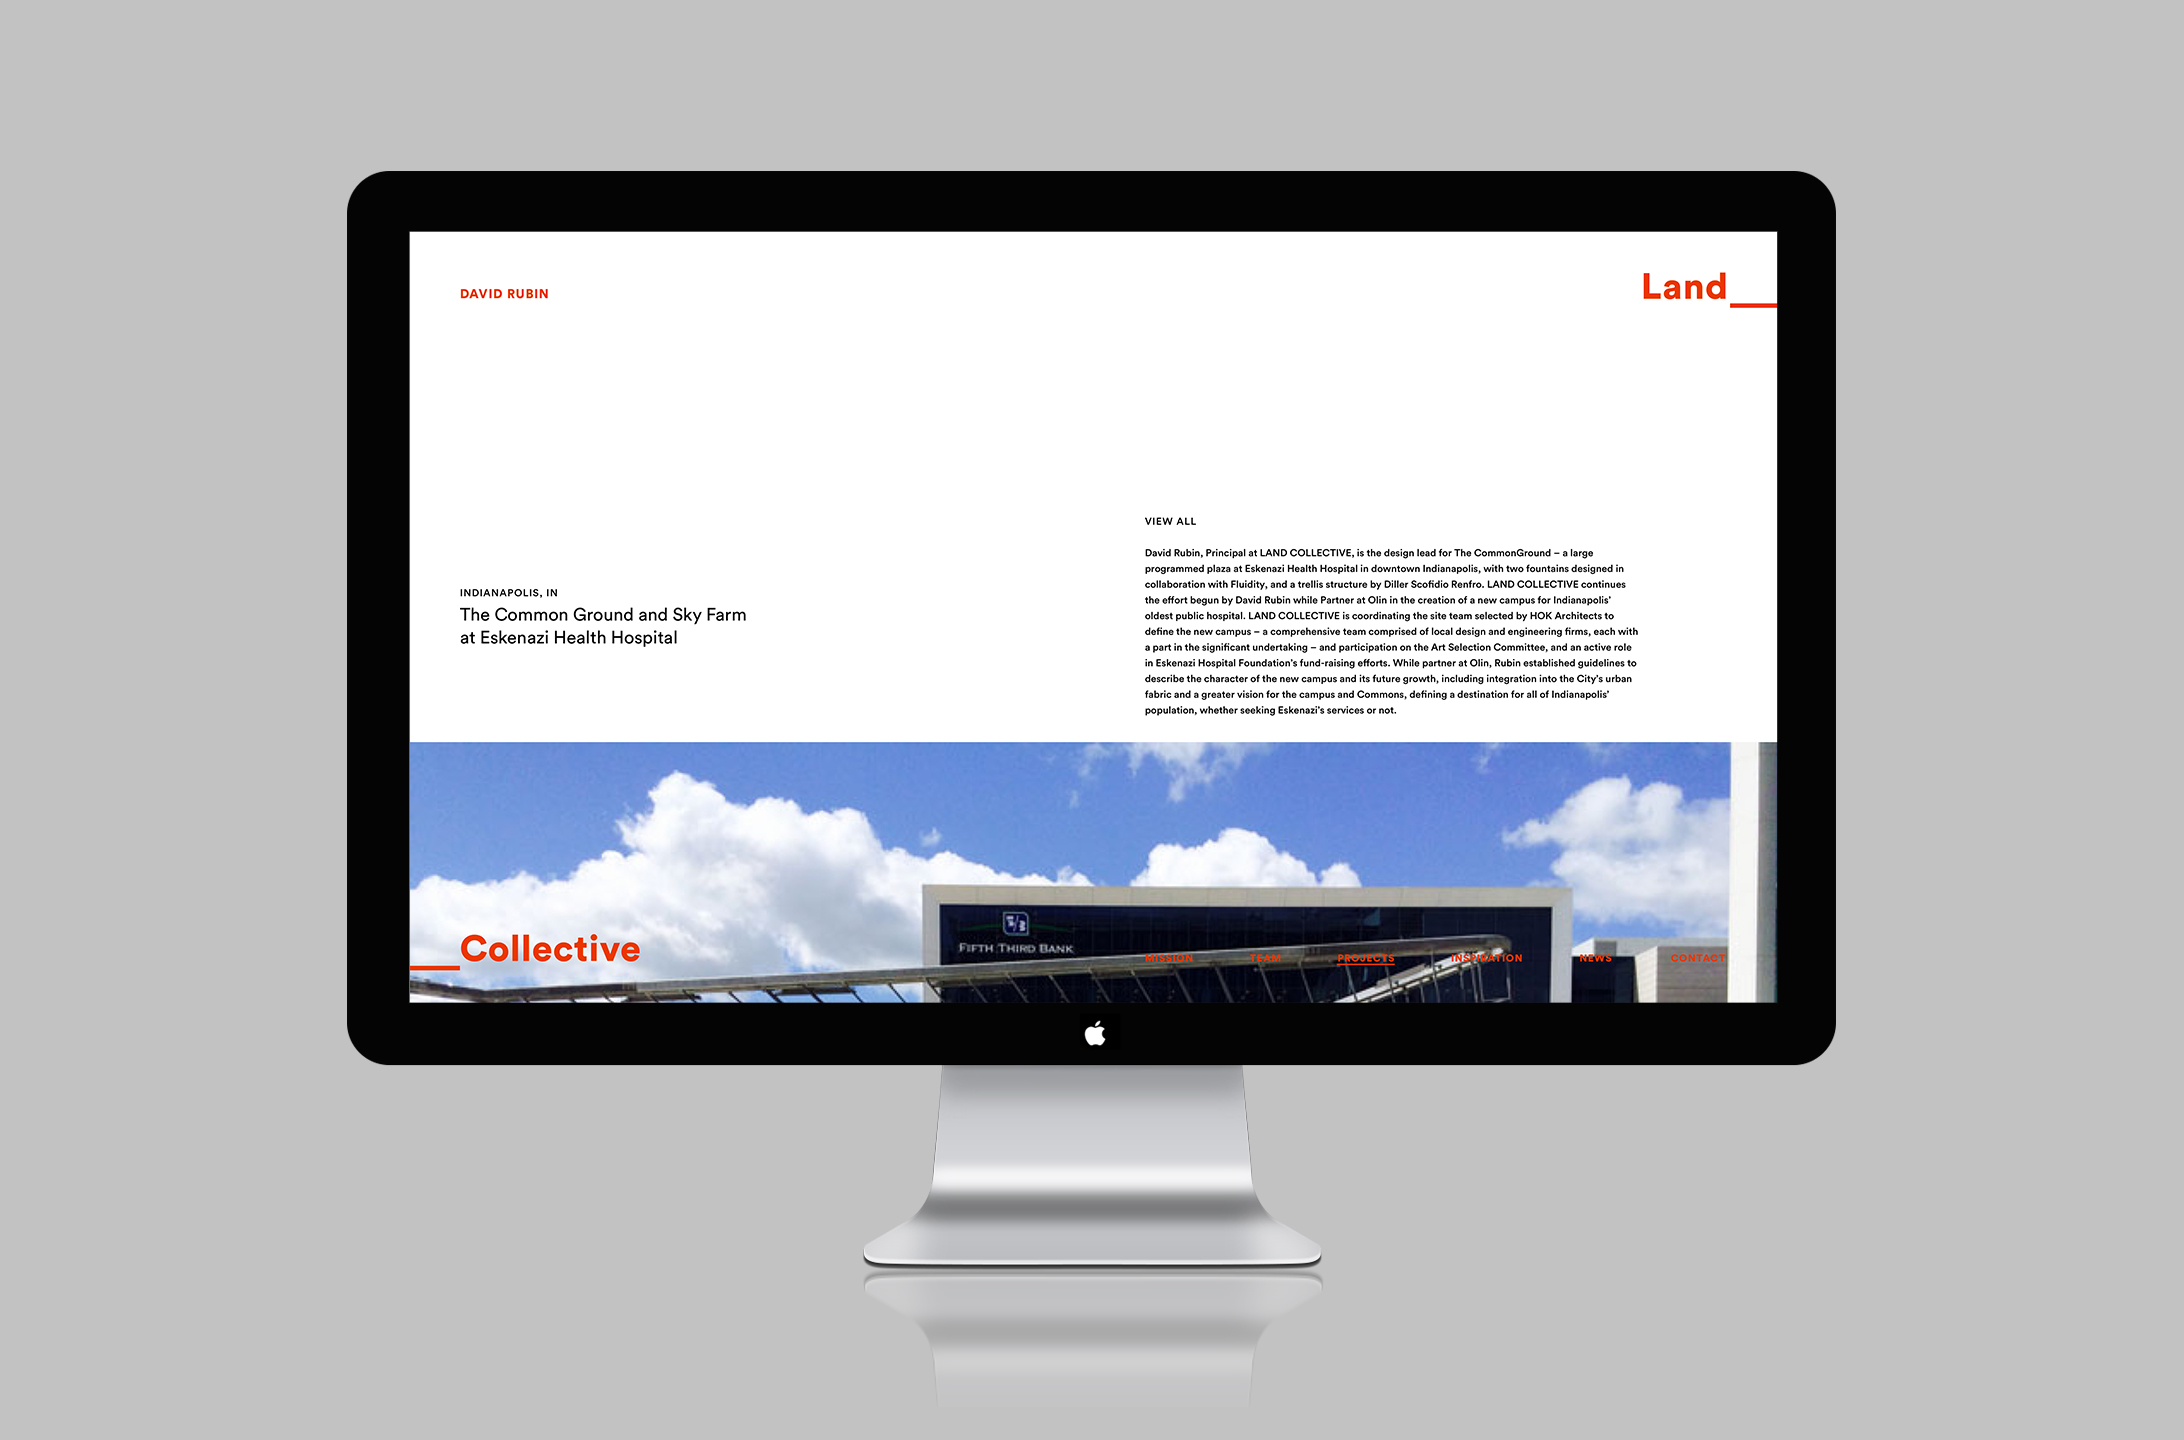 DAVID RUBIN
Land_
VIEW ALL
David Rubin, Principal at LAND COLLECTIVE, is the design lead for The CommonGround – a large
programmed plaza at Eskenazi Health Hospital in downtown Indianapolis, with two fountains designed in
collaboration with Fluidity, and a trellis structure by Diller Scofidio Renfro. LAND COLLECTIVE continues
the effort begun by David Rubin while Partner at Olin in the creation of a new campus for Indianapolis'
oldest public hospital. LAND COLLECTIVE is coordinating the site team selected by HOK Architects to
define the new campus – a comprehensive team comprised of local design and engineering firms, each with
a part in the significant undertaking – and participation on the Art Selection Committee, and an active role
in Eskenazi Hospital Foundation's fund-raising efforts. While partner at Olin, Rubin established guidelines to
describe the character of the new campus and its future growth, including integration into the City's urban
fabric and a greater vision for the campus and Commons, defining a destination for all of Indianapolis'
population, whether seeking Eskenazi's services or not.
INDIANAPOLIS, IN
The Common Ground and Sky Farm
at Eskenazi Health Hospital
FIFTH THIRD BANK
_Collective
MISSION TEAM PROJECTS INSPIRATION NEWS CONTACT